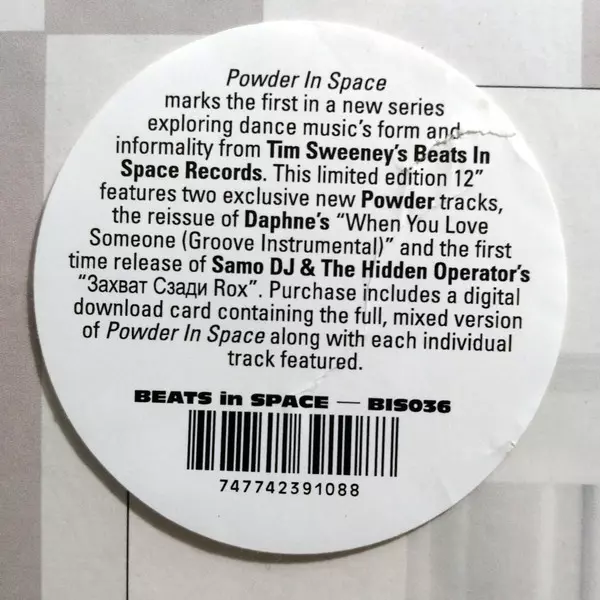 Powder In Space
marks the first in a new series
exploring dance music's form and
informality from Tim Sweeney's Beats In
Space Records. This limited edition 12”
features two exclusive new Powder tracks,
the reissue of Daphne's “When You Love
Someone (Groove Instrumental)” and the first
time release of Samo DJ & The Hidden Operator's
“Захват Сзади Rox”. Purchase includes a digital
download card containing the full, mixed version
of Powder In Space along with each individual
track featured.
BEATS in SPACE — BIS036
747742391088